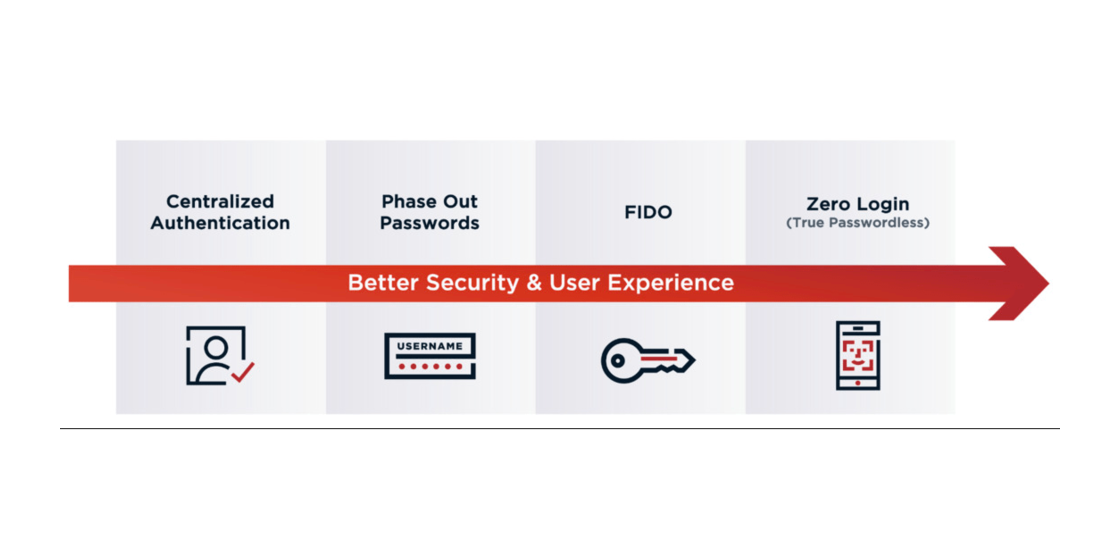 Centralized
Authentication
Phase Out
Passwords
FIDO
Zero Login
(True Passwordless)
Better Security & User Experience
USERNAME